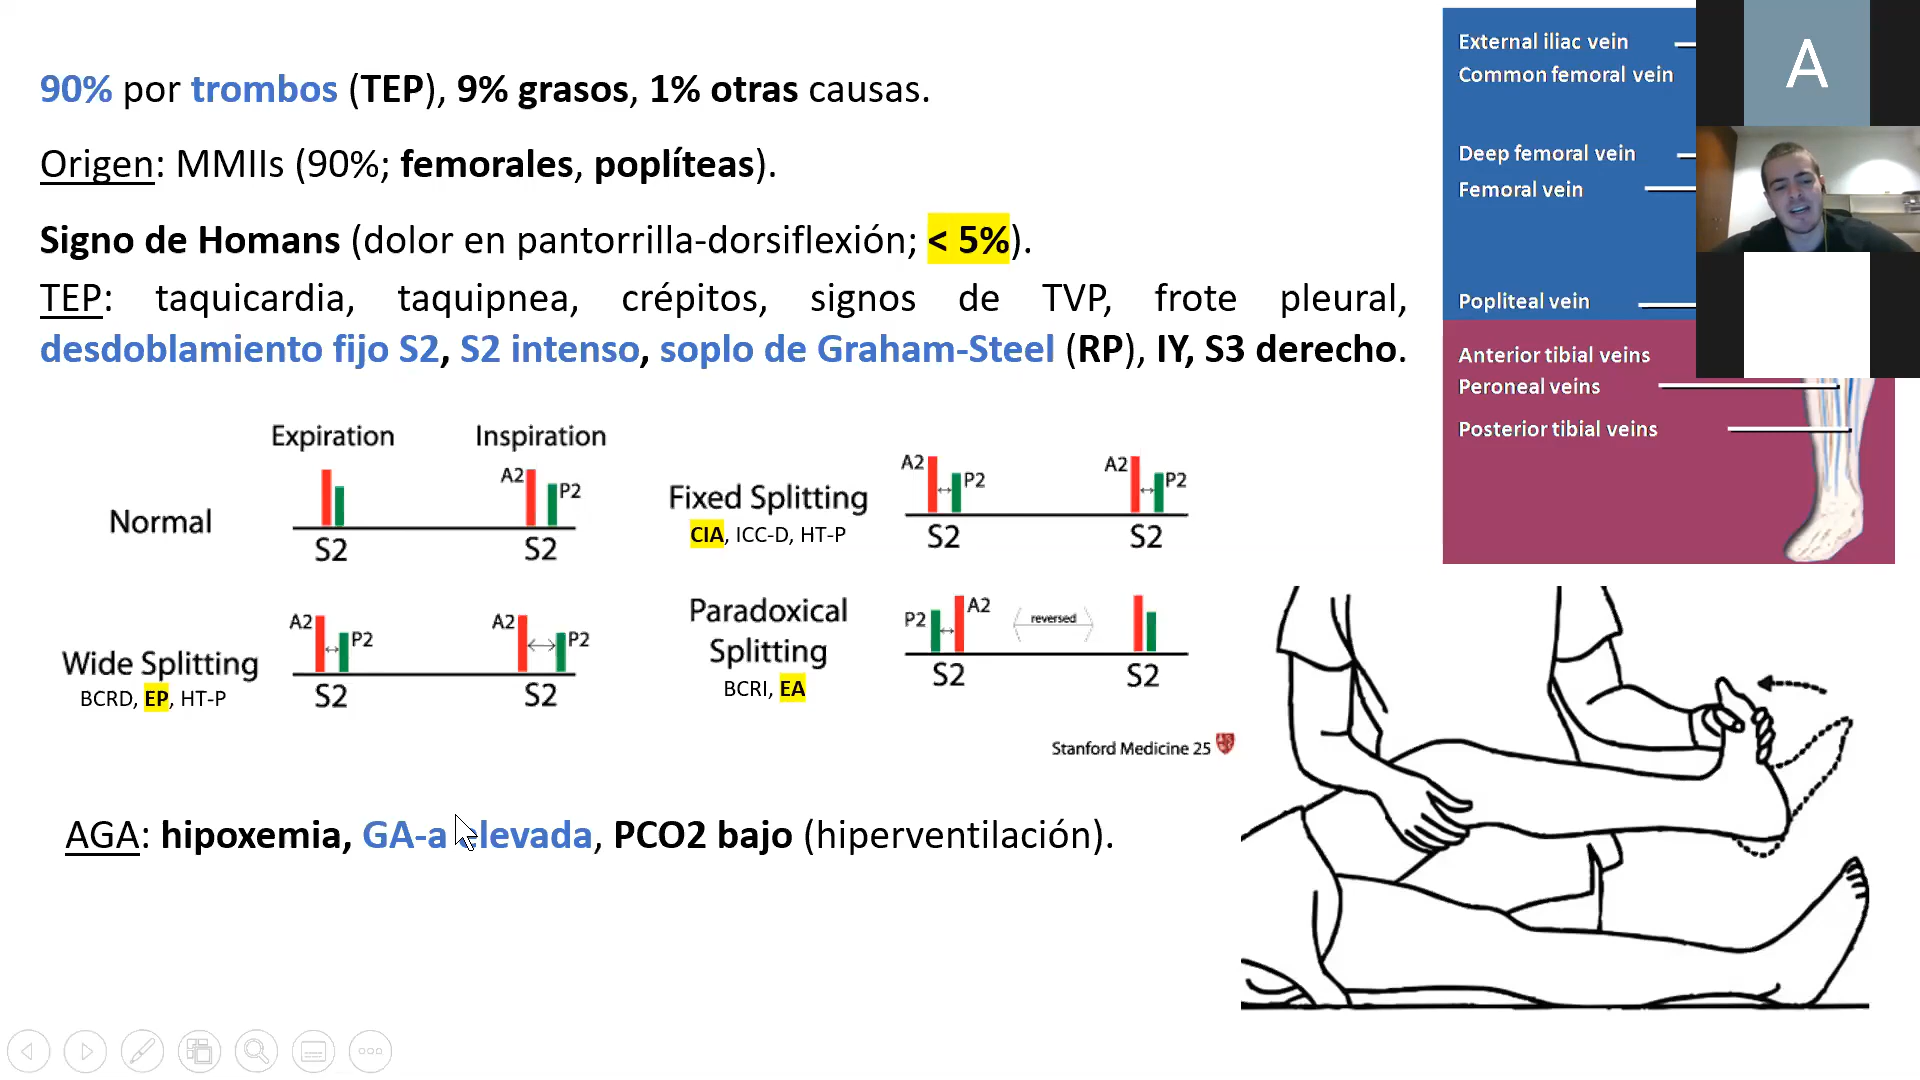 90% por trombos (TEP), 9% grasos, 1% otras causas.
Origen: MMIIs (90%; femorales, poplíteas).
Signo de Homans (dolor en pantorrilla-dorsiflexión; < 5%).
TEP: taquicardia, taquipnea, crépitos, signos de TVP, frote pleural,
desdoblamiento fijo S2, S2 intenso, soplo de Graham-Steel (RP), IY, S3 derecho.
Expiration Inspiration
Normal
A2 P2
S2 S2
Fixed Splitting
CIA, ICC-D, HT-P
A2 P2 A2 P2
S2 S2
Wide Splitting
BCRD, EP, HT-P
A2 P2 A2 P2
S2 S2
Paradoxical
Splitting
BCRI, EA
P2 A2 reversed
S2 S2
Stanford Medicine 25
AGA: hipoxemia, GA-a elevada, PCO2 bajo (hiperventilación).
External iliac vein
Common femoral vein
Deep femoral vein
Femoral vein
Popliteal vein
Anterior tibial veins
Peroneal veins
Posterior tibial veins
A